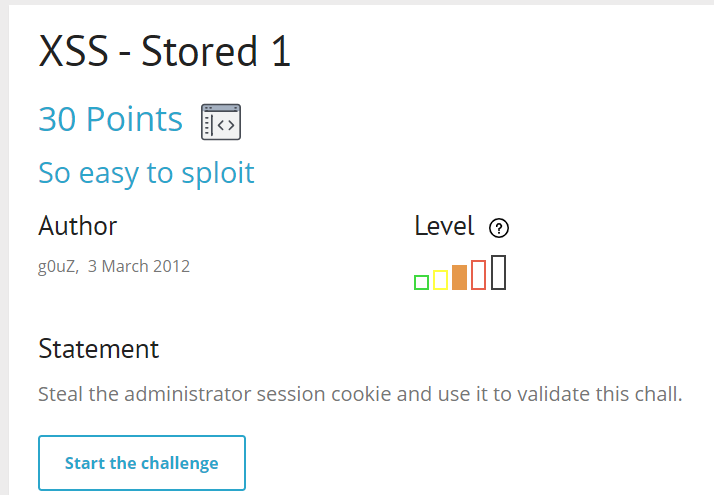 XSS - Stored 1
30 Points
So easy to sploit
Author
Level
g0uZ, 3 March 2012
Statement
Steal the administrator session cookie and use it to validate this chall.
Start the challenge